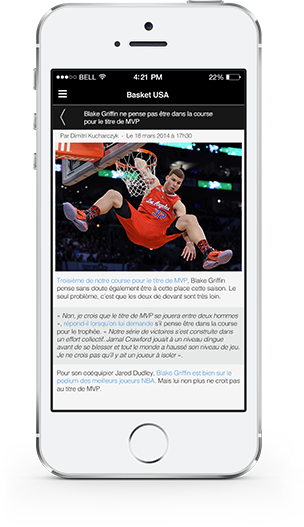 BELL 4:21 PM 22%
Basket USA
Blake Griffin ne pense pas être dans la course
pour le titre de MVP
Par Dimitri Kucharczyk - Le 18 mars 2014 à 17h30
Los Angeles
32
Troisième de notre course pour le titre de MVP, Blake Griffin
pense sans doute également être à cette place cette saison. Le
seul problème, c'est que les deux de devant sont très loin.
« Non, je crois que le titre de MVP se jouera entre deux hommes
», répond-il lorsqu'on lui demande s'il pense être dans la course
pour le trophée. « Notre série de victoires s'est construite dans
un effort collectif. Jamal Crawford jouait à un niveau dingue
avant de se blesser et tout le monde a haussé son niveau de jeu.
Je ne crois pas qu'il y ait un joueur à isoler ».
Pour son coéquipier Jared Dudley, Blake Griffin est bien sur le
podium des meilleurs joueurs NBA. Mais lui non plus ne croit pas
au titre de MVP.